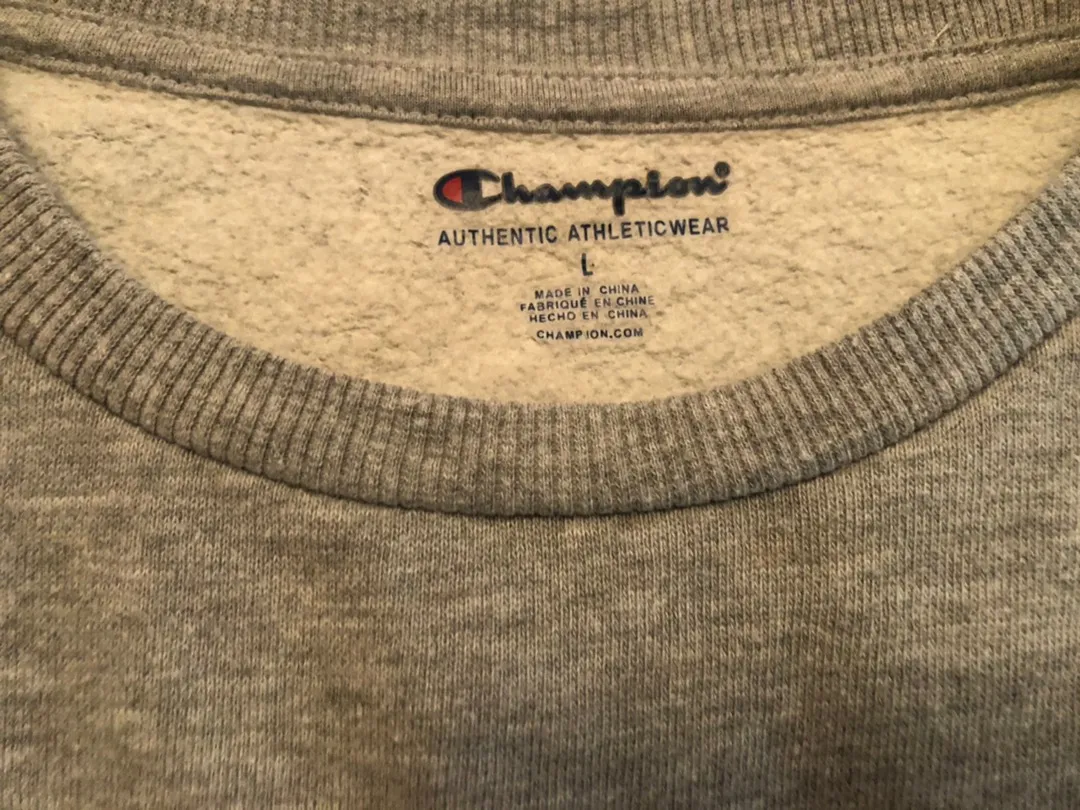 Champion®
AUTHENTIC ATHLETICWEAR
L
MADE IN CHINA
FABRIQUÉ EN CHINE
HECHO EN CHINA
CHAMPION.COM